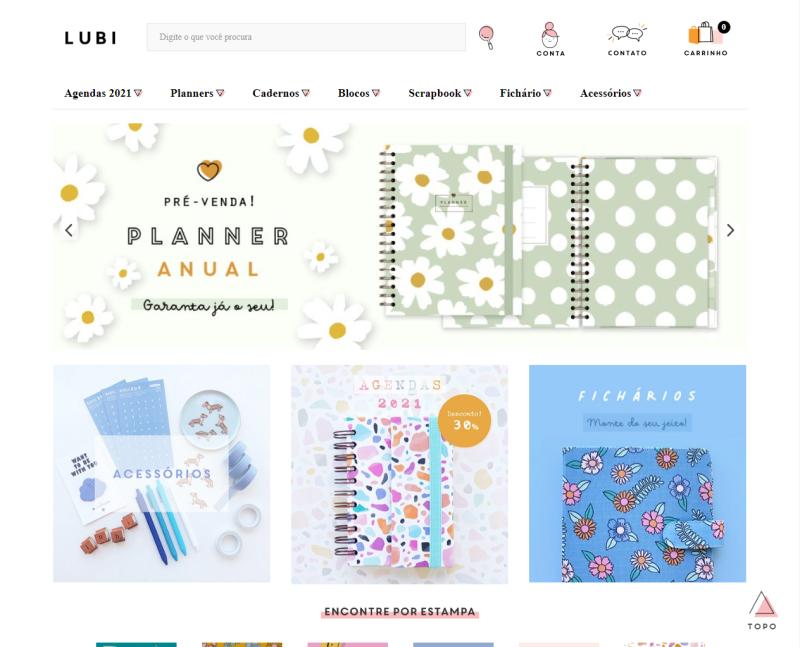 LUBI
Digite o que você procura
CONTA
CONTATO
0
CARRINHO
Agendas 2021
Planners
Cadernos
Blocos
Scrapbook
Fichário
Acessórios
PRÉ-VENDA!
PLANNER
ANUAL
Garanta já o seu!
PLANNER
WANT
TO BE
WITH YOU
ACESSÓRIOS
AGENDAS
2021
Desconto!
30%
FICHÁRIOS
Monte do seu jeito!
ENCONTRE POR ESTAMPA
TOPO